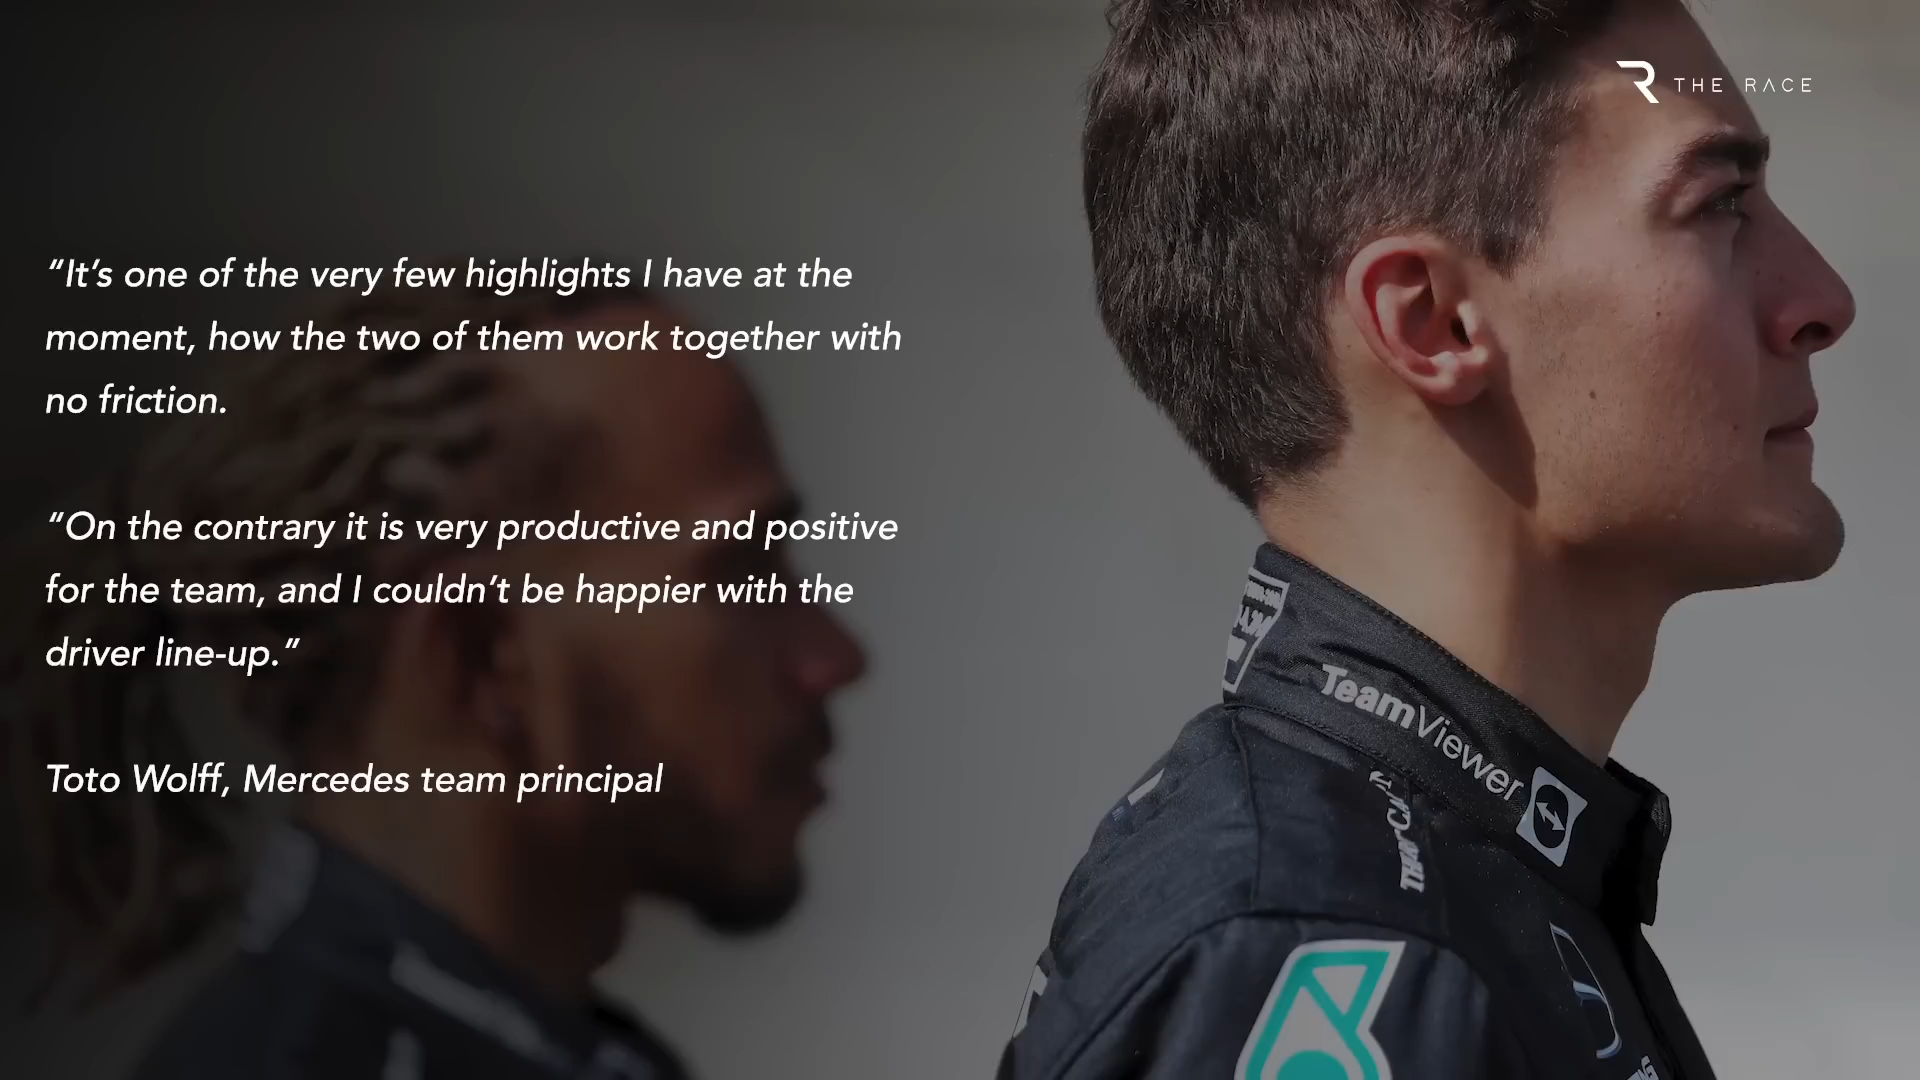 THE RACE
“It’s one of the very few highlights I have at the
moment, how the two of them work together with
no friction.
“On the contrary it is very productive and positive
for the team, and I couldn’t be happier with the
driver line-up.”
Toto Wolff, Mercedes team principal
TeamViewer